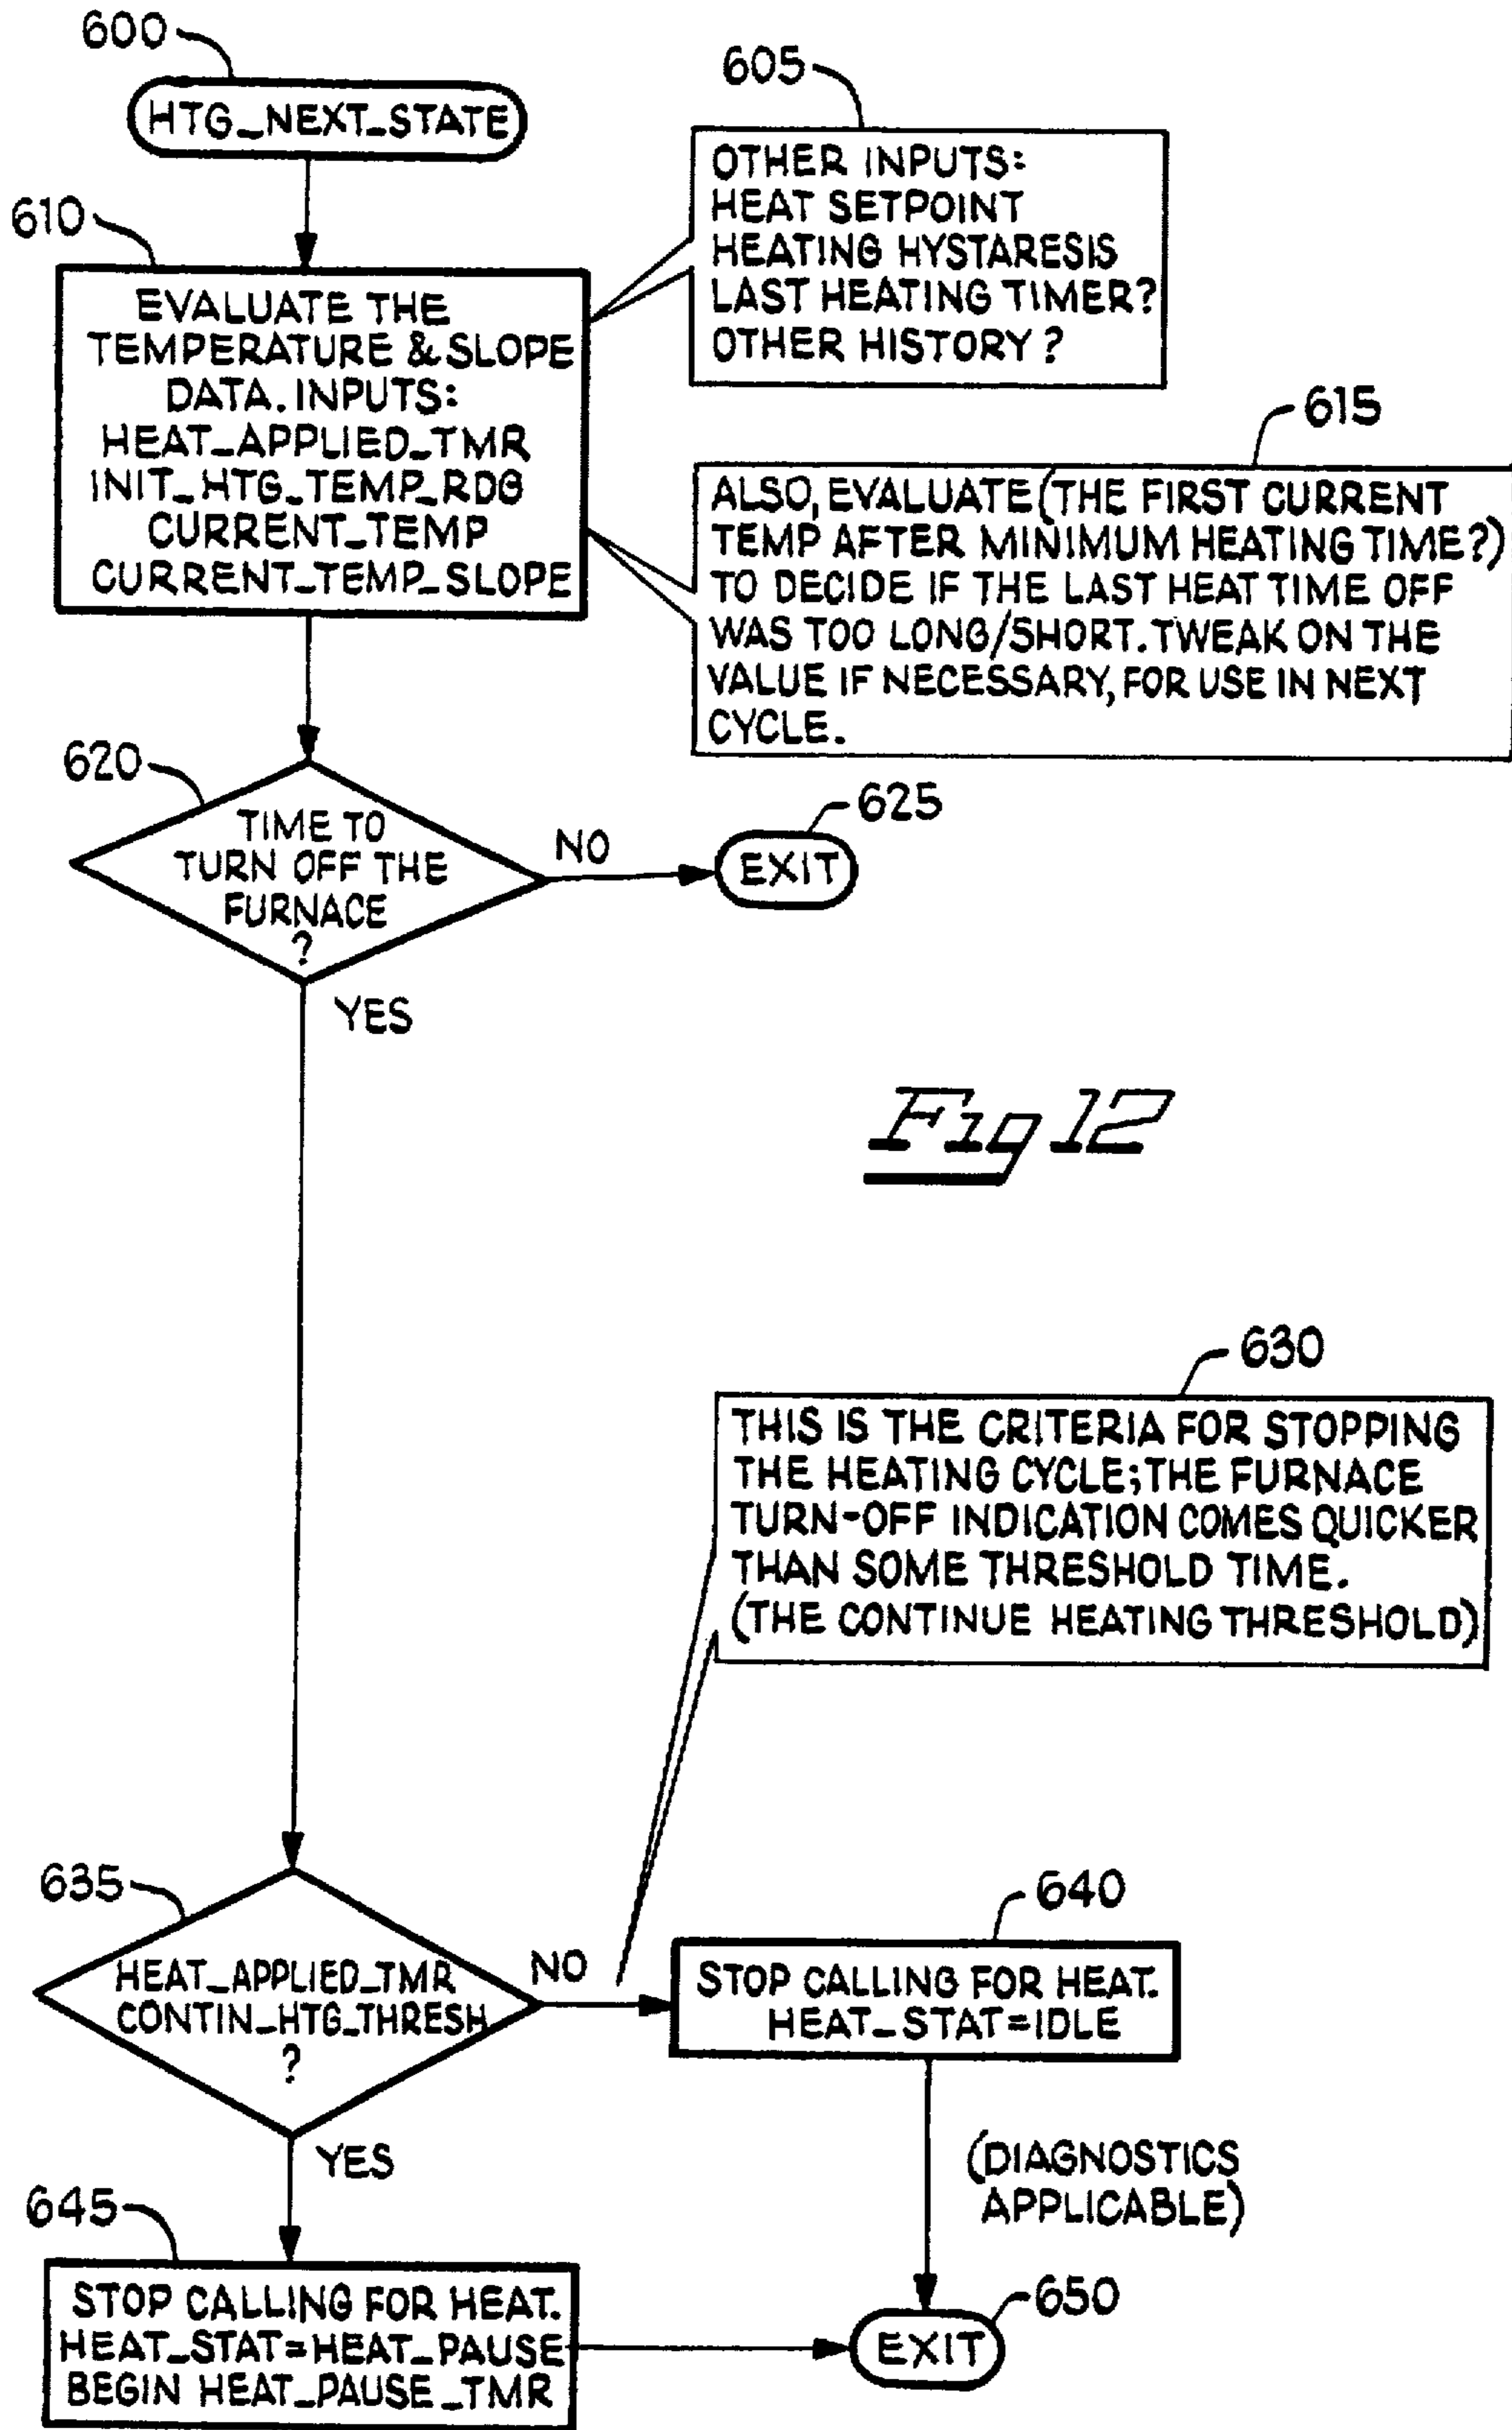 600
HTG_NEXT_STATE
605
OTHER INPUTS:
HEAT SETPOINT
HEATING HYSTARESIS
LAST HEATING TIMER?
OTHER HISTORY?
610
EVALUATE THE
TEMPERATURE & SLOPE
DATA. INPUTS:
HEAT_APPLIED_TMR
INIT_HTG_TEMP_RDG
CURRENT_TEMP
CURRENT_TEMP_SLOPE
615
ALSO, EVALUATE (THE FIRST CURRENT
TEMP AFTER MINIMUM HEATING TIME?)
TO DECIDE IF THE LAST HEAT TIME OFF
WAS TOO LONG/SHORT. TWEAK ON THE
VALUE IF NECESSARY, FOR USE IN NEXT
CYCLE.
620
TIME TO
TURN OFF THE
FURNACE
?
NO
625
EXIT
YES
Fig 12
630
THIS IS THE CRITERIA FOR STOPPING
THE HEATING CYCLE; THE FURNACE
TURN-OFF INDICATION COMES QUICKER
THAN SOME THRESHOLD TIME.
(THE CONTINUE HEATING THRESHOLD)
635
HEAT_APPLIED_TMR
CONTIN_HTG_THRESH
?
NO
640
STOP CALLING FOR HEAT.
HEAT_STAT=IDLE
YES
(DIAGNOSTICS
APPLICABLE)
645
STOP CALLING FOR HEAT.
HEAT_STAT=HEAT_PAUSE
BEGIN HEAT_PAUSE_TMR
650
EXIT